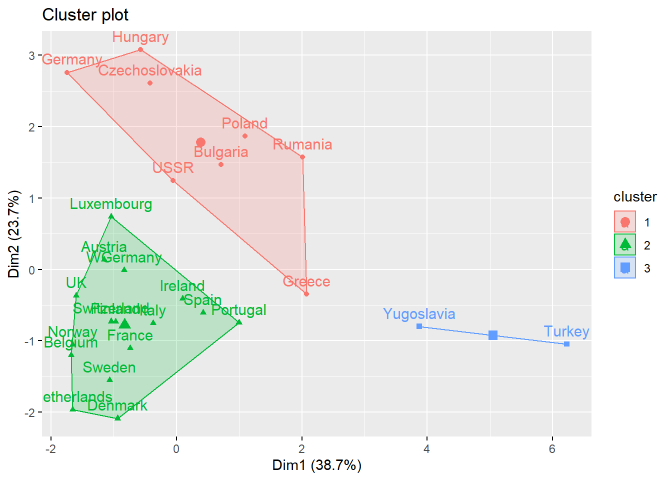 Cluster plot
Hungary
Germany
Czechoslovakia
Poland
Rumania
Bulgaria
USSR
Luxembourg
Austria
WGermany
UK
Greece
Ireland
Spain
Portugal
Italy
Norway
France
Belgium
Sweden
etherlands
Denmark
Yugoslavia
Turkey
3
2
1
0
-1
-2
-2
0
2
4
6
Dim1 (38.7%)
Dim2 (23.7%)
cluster
1
2
3